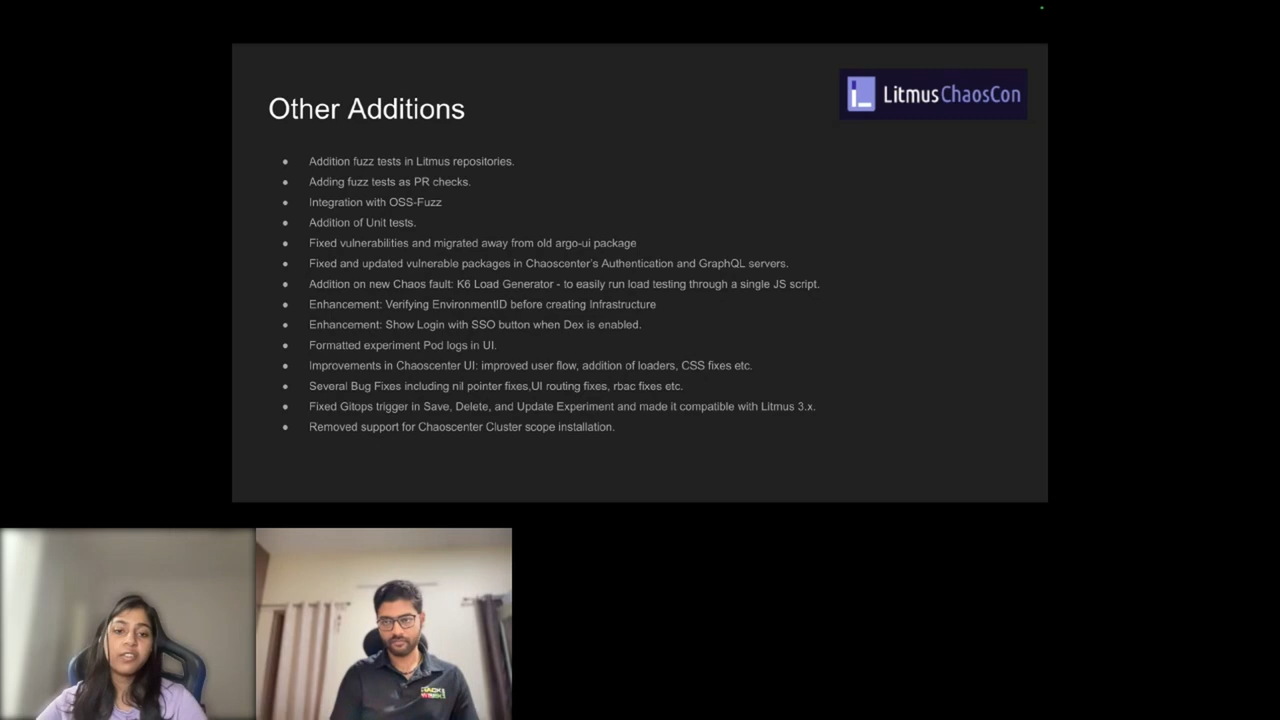 Litmus ChaosCon
Other Additions
● Addition fuzz tests in Litmus repositories.
● Adding fuzz tests as PR checks.
● Integration with OSS-Fuzz
● Addition of Unit tests.
● Fixed vulnerabilities and migrated away from old argo-ui package
● Fixed and updated vulnerable packages in Chaoscenter's Authentication and GraphQL servers.
● Addition on new Chaos fault: K6 Load Generator - to easily run load testing through a single JS script.
● Enhancement: Verifying EnvironmentID before creating Infrastructure
● Enhancement: Show Login with SSO button when Dex is enabled.
● Formatted experiment Pod logs in UI.
● Improvements in Chaoscenter UI: improved user flow, addition of loaders, CSS fixes etc.
● Several Bug Fixes including nil pointer fixes,UI routing fixes, rbac fixes etc.
● Fixed Gitops trigger in Save, Delete, and Update Experiment and made it compatible with Litmus 3.x.
● Removed support for Chaoscenter Cluster scope installation.
HACK